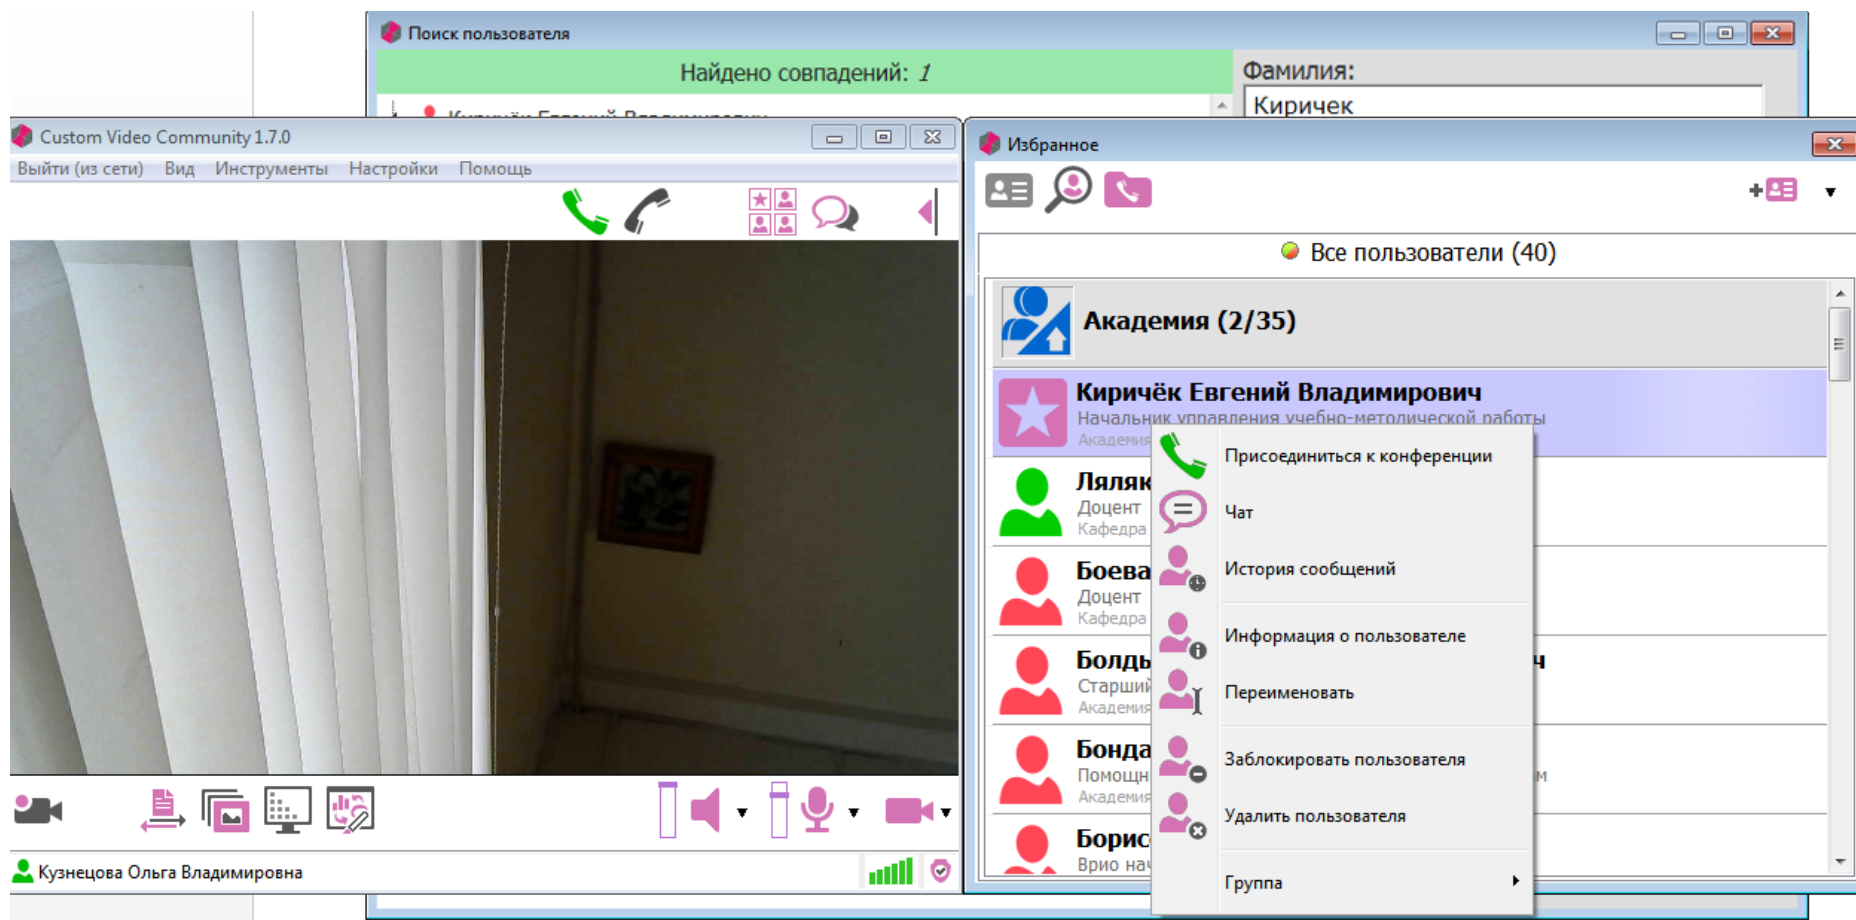 Поиск пользователя
Найдено совпадений: 1
Фамилия:
Киричек
Custom Video Community 1.7.0
Выйти (из сети) Вид Инструменты Настройки Помощь
Избранное
Все пользователи (40)
Академия (2/35)
Киричёк Евгений Владимирович
Начальник управления учебно-методической работы
Академия
Ляляк
Доцент
Кафедра
Боева
Доцент
Кафедра
Болды
ч
Старший
Академия
Бонда
Помощн
м
Академия
Борис
Врио нач
Присоединиться к конференции
Чат
История сообщений
Информация о пользователе
Переименовать
Заблокировать пользователя
Удалить пользователя
Группа
Кузнецова Ольга Владимировна